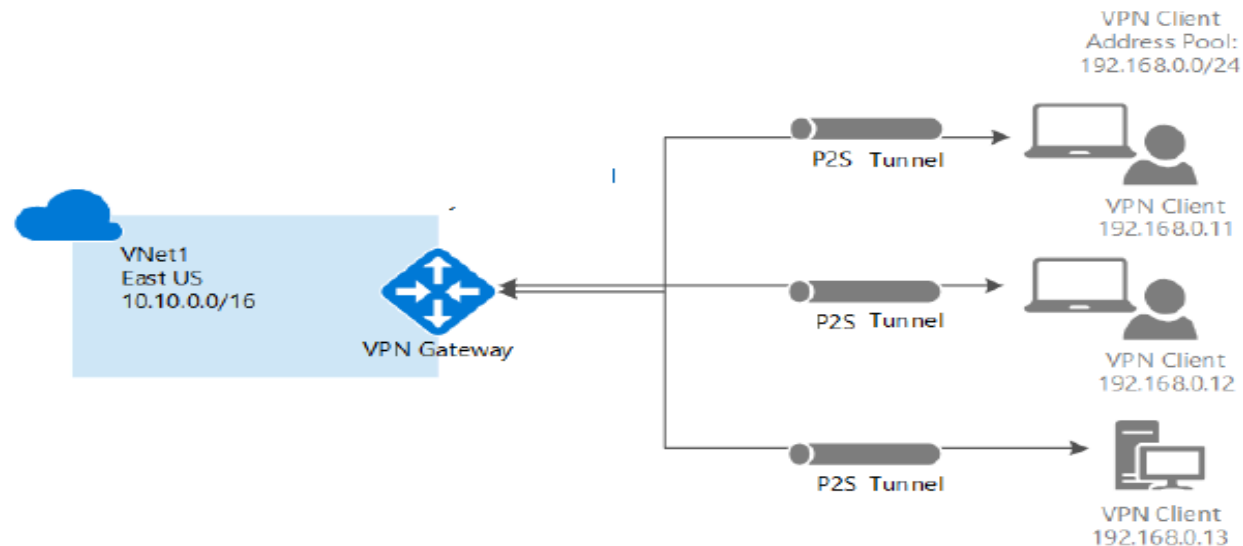 VPN Client
Address Pool:
192.168.0.0/24
P2S Tunnel
VPN Client
192.168.0.11
VNet1
East US
10.10.0.0/16
VPN Gateway
P2S Tunnel
VPN Client
192.168.0.12
P2S Tunnel
VPN Client
192.168.0.13